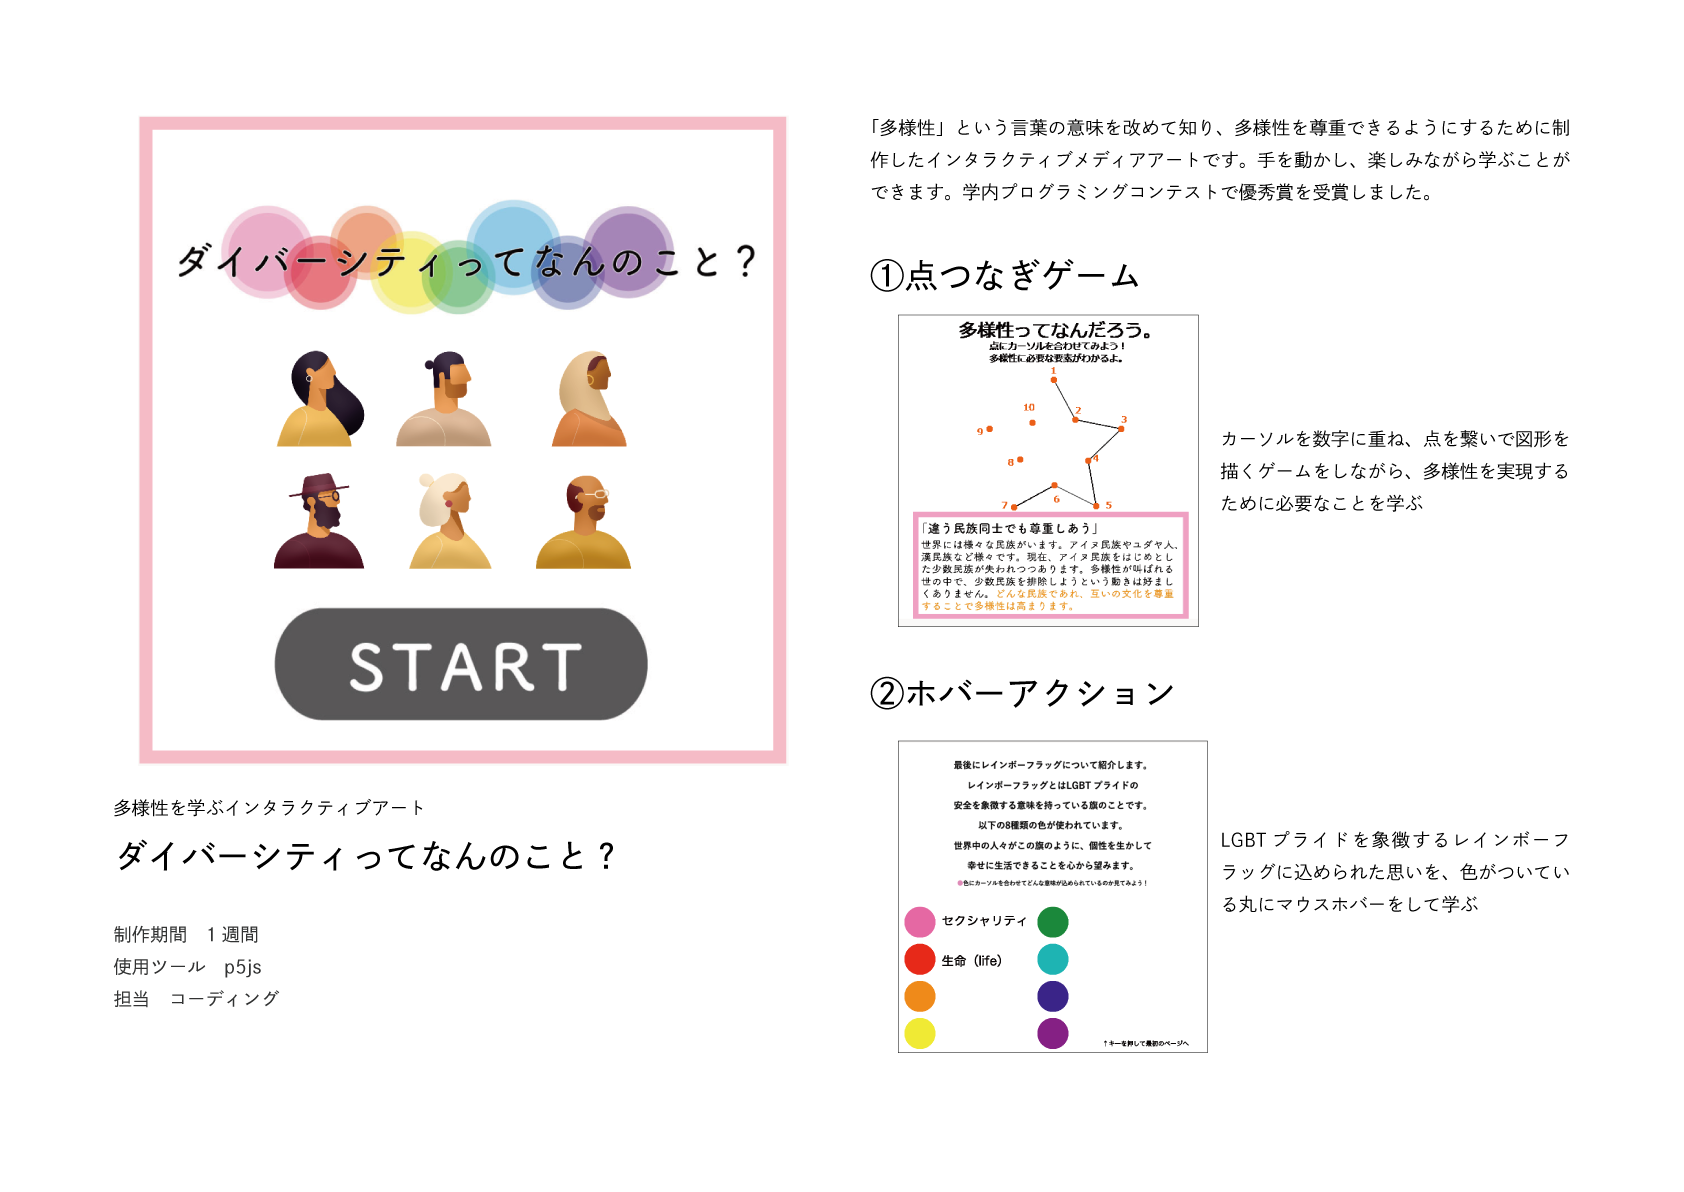 ダイバーシティってなんのこと？
START
多様性を学ぶインタラクティブアート
ダイバーシティってなんのこと？
制作期間　1 週間
使用ツール　p5js
担当　コーディング
「多様性」という言葉の意味を改めて知り、多様性を尊重できるようにするために制
作したインタラクティブメディアアートです。手を動かし、楽しみながら学ぶことが
できます。学内プログラミングコンテストで優秀賞を受賞しました。
①点つなぎゲーム
多様性ってなんだろう。
点にカーソルを合わせてみよう！
多様性に必要な要素がわかるよ。
1
2
3
4
5
6
7
8
9
10
「違う民族同士でも尊重しあう」
世界には様々な民族がいます。アイヌ民族やユダヤ人、
漢民族など様々です。現在、アイヌ民族をはじめとし
た少数民族が失われつつあります。多様性が叫ばれる
世の中で、少数民族を排除しようという動きは好まし
くありません。どんな民族であれ、互いの文化を尊重
することで多様性は高まります。
カーソルを数字に重ね、点を繋いで図形を
描くゲームをしながら、多様性を実現する
ために必要なことを学ぶ
②ホバーアクション
最後にレインボーフラッグについて紹介します。
レインボーフラッグとはLGBTプライドの
安全を象徴する意味を持っている旗のことです。
以下の8種類の色が使われています。
世界中の人々がこの旗のように、個性を生かして
幸せに生活できることを心から望みます。
●色にカーソルを合わせてどんな意味が込められているのか見てみよう！
セクシャリティ
生命（life）
↑キーを押して最初のページへ
LGBT プライドを象徴するレインボーフ
ラッグに込められた思いを、色がついてい
る丸にマウスホバーをして学ぶ